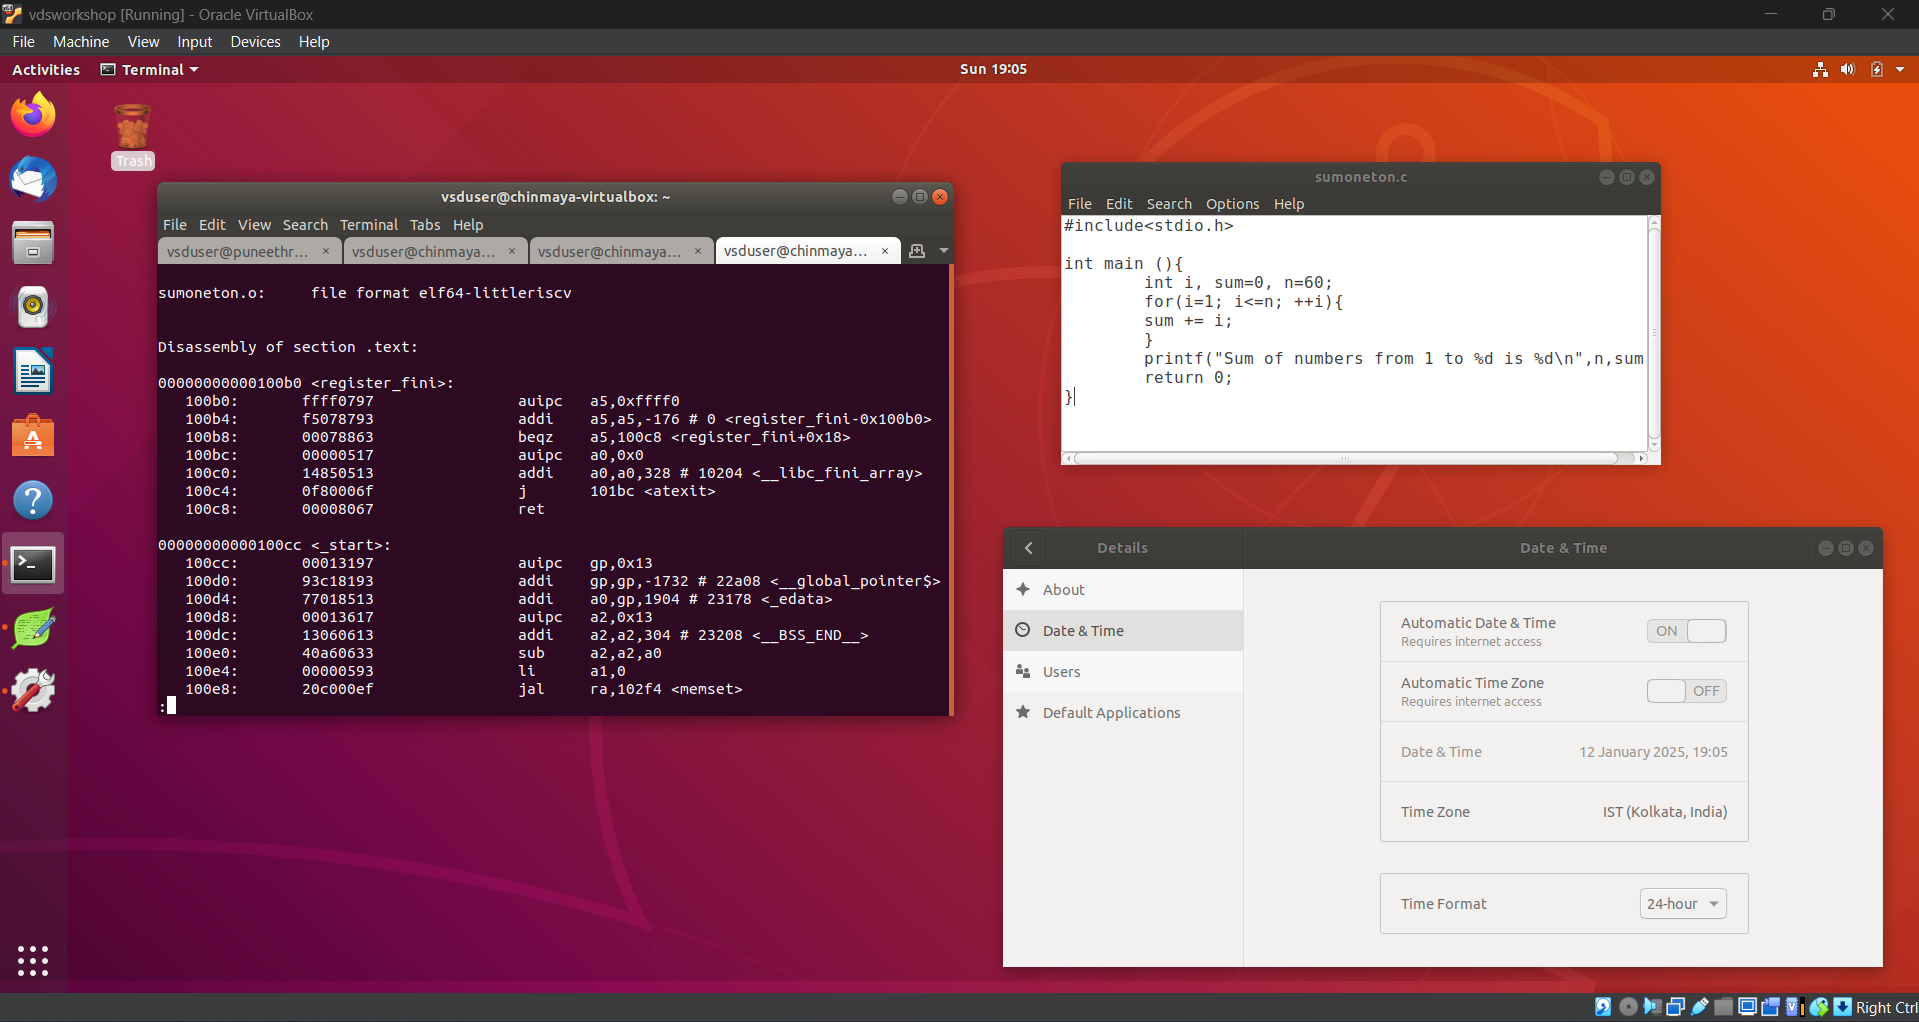 vdsworkshop [Running] - Oracle VirtualBox
File Machine View Input Devices Help
Activities Terminal Sun 19:05
Trash
vsduser@chinmaya-virtualbox: ~
File Edit View Search Terminal Tabs Help
vsduser@puneethr... × vsduser@chinmaya... × vsduser@chinmaya... × vsduser@chinmaya... ×
sumoneton.o:     file format elf64-littleriscv
Disassembly of section .text:
00000000000100b0 <register_fini>:
100b0: ffff0797 auipc a5,0xffff0
100b4: f5078793 addi a5,a5,-176 # 0 <register_fini-0x100b0>
100b8: 00078863 beqz a5,100c8 <register_fini+0x18>
100bc: 00000517 auipc a0,0x0
100c0: 14850513 addi a0,a0,328 # 10204 <__libc_fini_array>
100c4: 0f80006f j 101bc <atexit>
100c8: 00008067 ret
00000000000100cc <_start>:
100cc: 00013197 auipc gp,0x13
100d0: 93c18193 addi gp,gp,-1732 # 22a08 <__global_pointer$>
100d4: 77018513 addi a0,gp,1904 # 23178 <_edata>
100d8: 00013617 auipc a2,0x13
100dc: 13060613 addi a2,a2,304 # 23208 <__BSS_END__>
100e0: 40a60633 sub a2,a2,a0
100e4: 00000593 li a1,0
100e8: 20c000ef jal ra,102f4 <memset>
:
sumoneton.c
File Edit Search Options Help
#include<stdio.h>
int main (){
int i, sum=0, n=60;
for(i=1; i<=n; ++i){
sum += i;
}
printf("Sum of numbers from 1 to %d is %d\n",n,sum
return 0;
}
Details Date & Time
About
Date & Time
Users
Default Applications
Automatic Date & Time ON
Requires internet access
Automatic Time Zone OFF
Requires internet access
Date & Time 12 January 2025, 19:05
Time Zone IST (Kolkata, India)
Time Format 24-hour
Right Ctrl